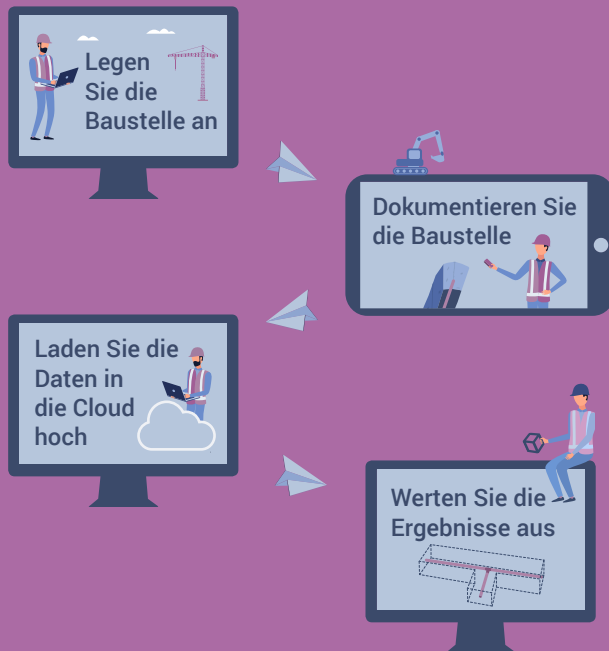 Legen
Sie die
Baustelle an
Dokumentieren Sie
die Baustelle
Laden Sie die
Daten in
die Cloud
hoch
Werten Sie die
Ergebnisse aus